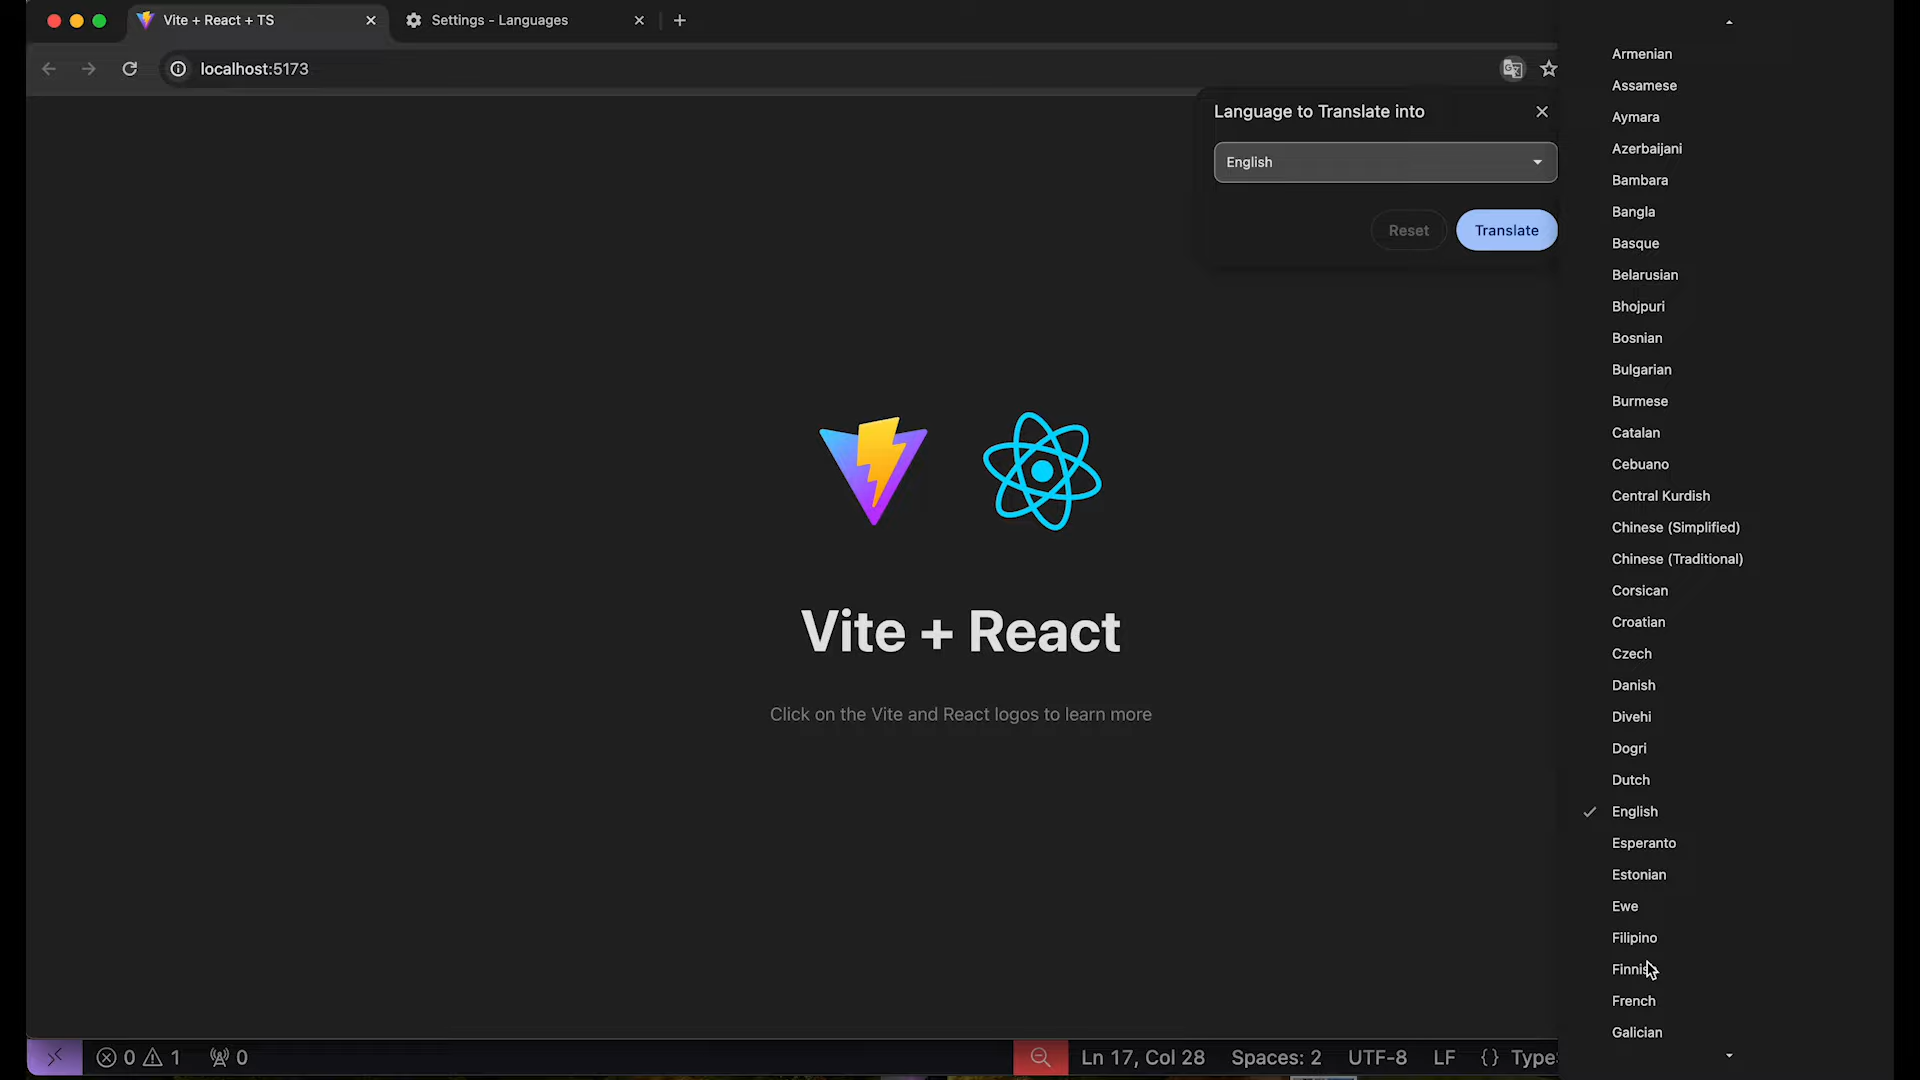 Vite + React + TS
Settings - Languages
localhost:5173
Language to Translate into
English
Reset
Translate
Vite + React
Click on the Vite and React logos to learn more
Armenian
Assamese
Aymara
Azerbaijani
Bambara
Bangla
Basque
Belarusian
Bhojpuri
Bosnian
Bulgarian
Burmese
Catalan
Cebuano
Central Kurdish
Chinese (Simplified)
Chinese (Traditional)
Corsican
Croatian
Czech
Danish
Divehi
Dogri
Dutch
English
Esperanto
Estonian
Ewe
Filipino
Finnish
French
Galician
0 1 0 Ln 17, Col 28 Spaces: 2 UTF-8 LF {} Type